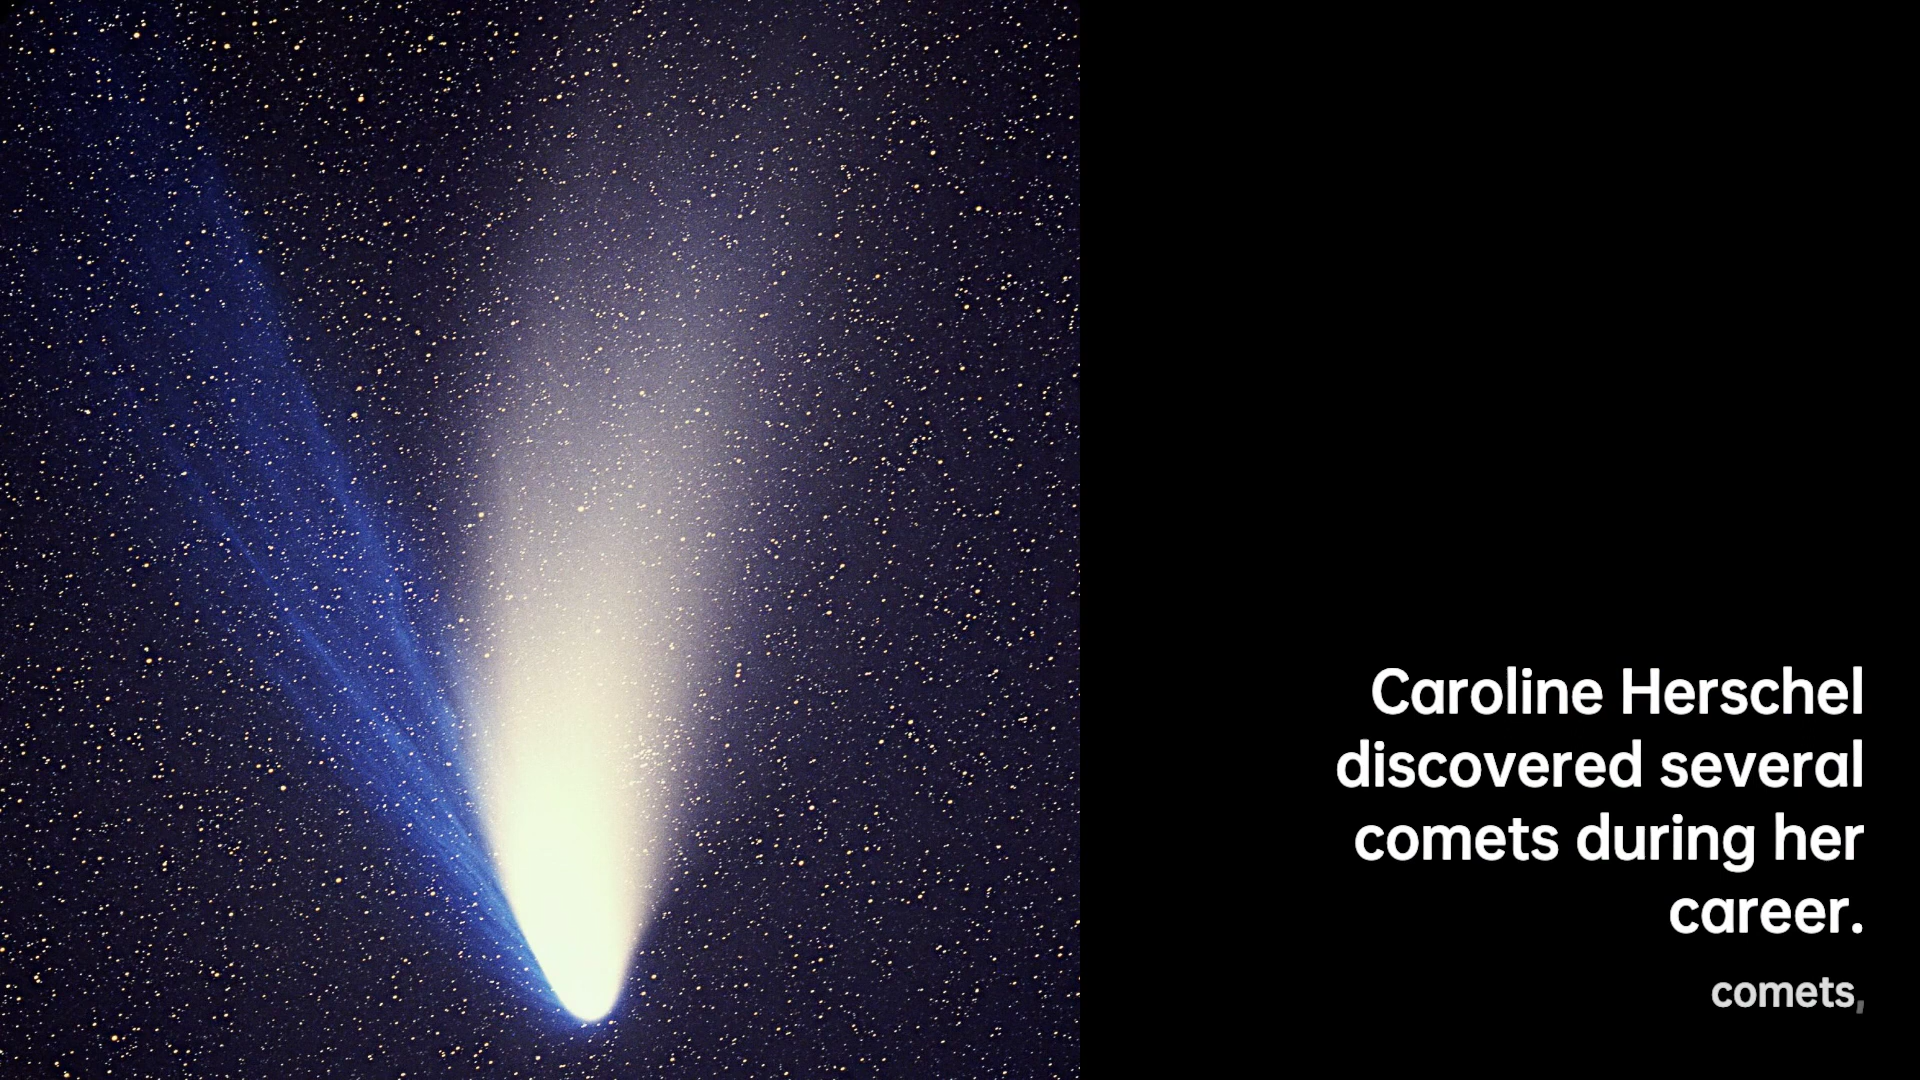 Caroline Herschel
discovered several
comets during her
career.
comets,